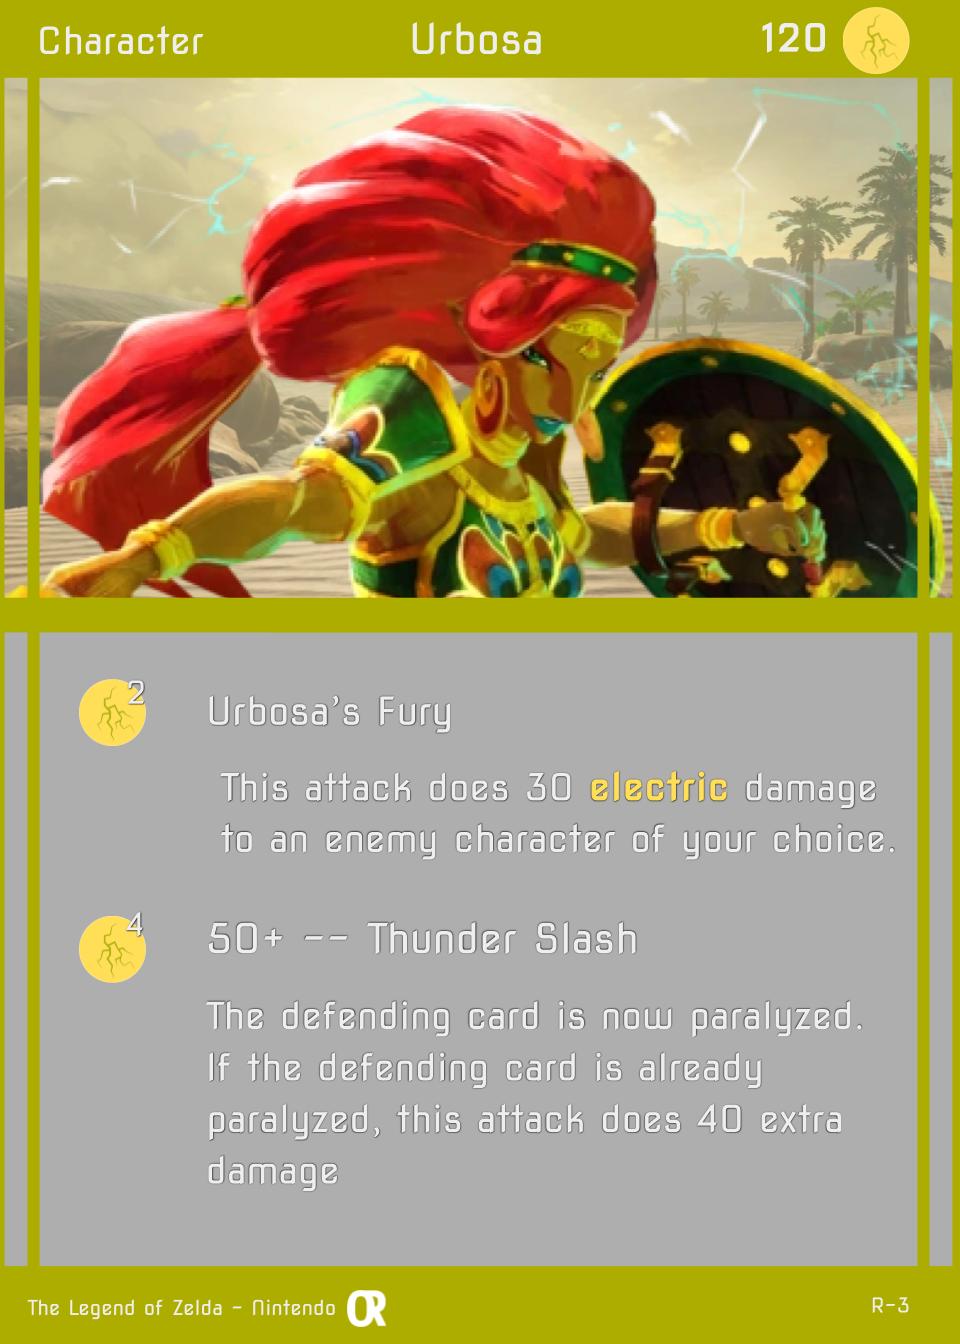 Character Urbosa 120
2 Urbosa's Fury
This attack does 30 electric damage
to an enemy character of your choice.
4 50+ -- Thunder Slash
The defending card is now paralyzed.
If the defending card is already
paralyzed, this attack does 40 extra
damage
The Legend of Zelda - Nintendo OR R-3